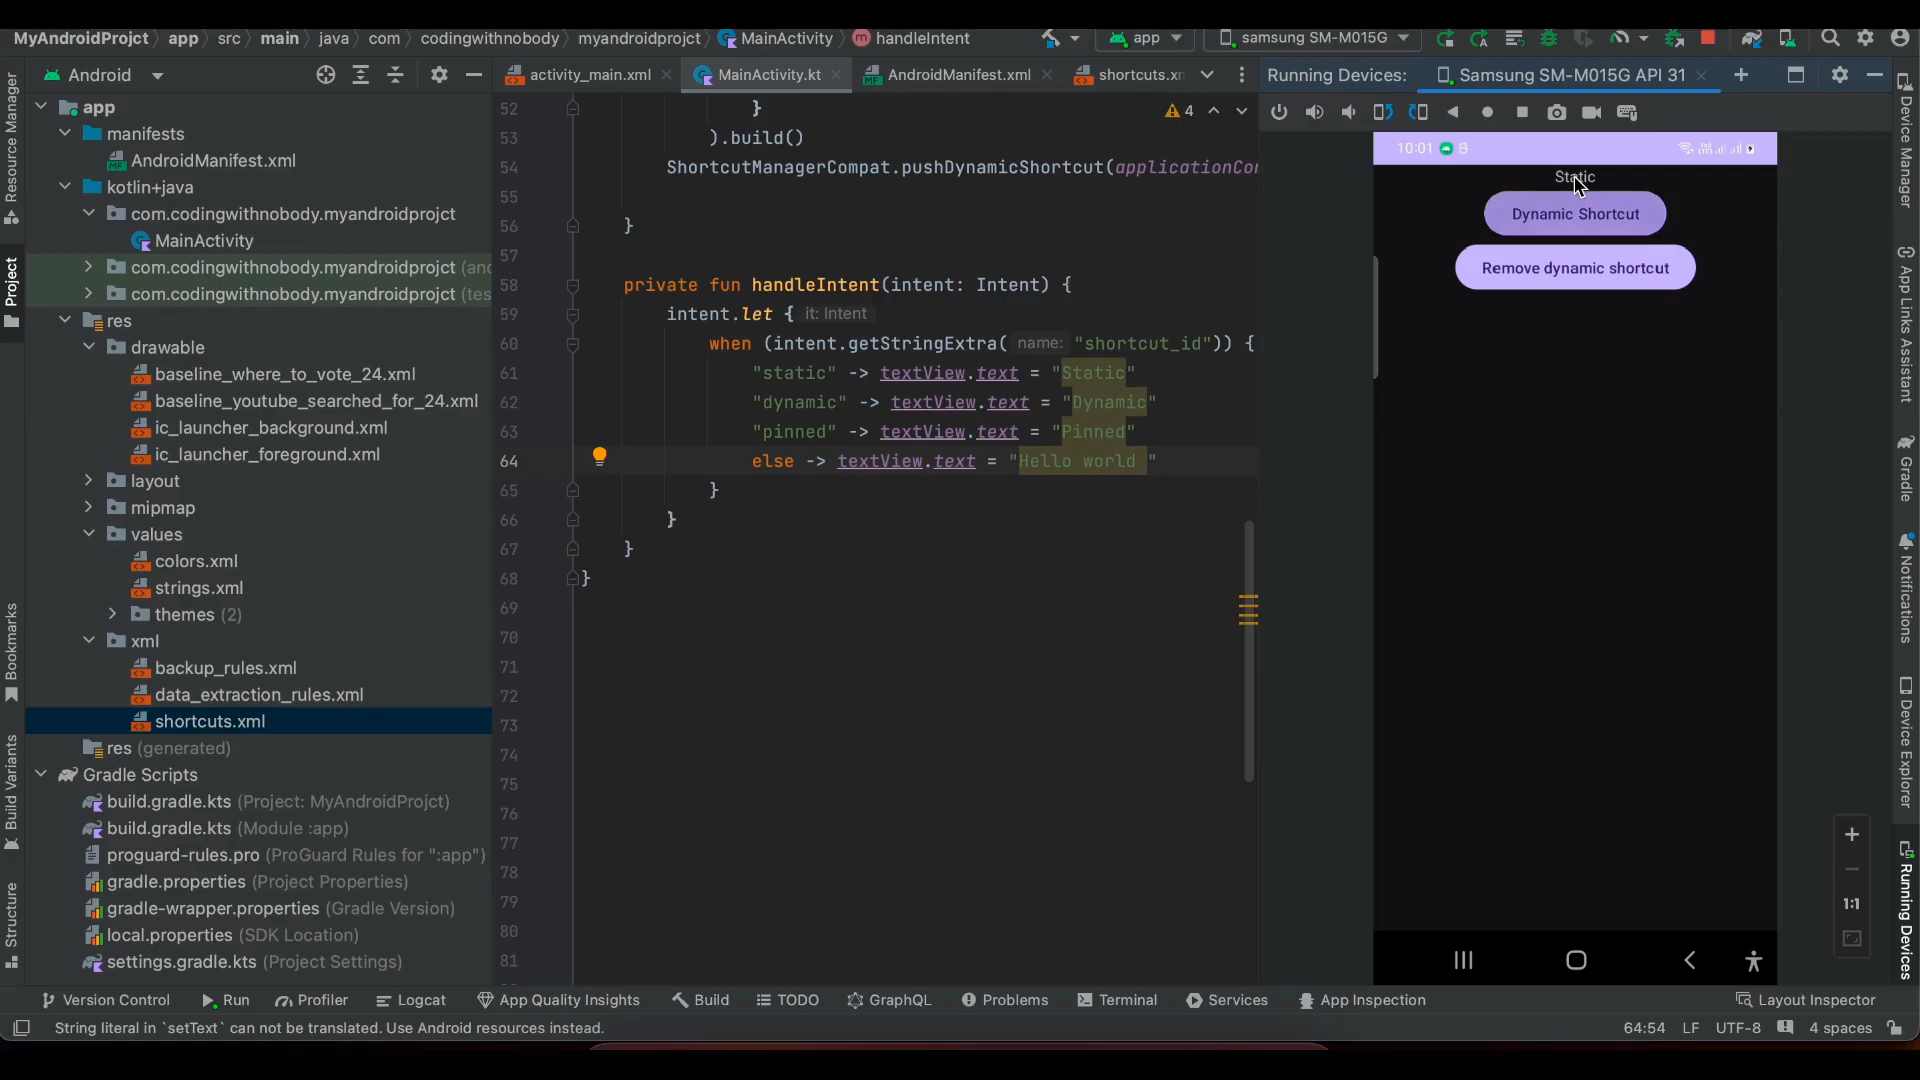 MyAndroidProjct app src main java com codingwithnobody myandroidprojct MainActivity handleIntent
app samsung SM-M015G
Android
activity_main.xml MainActivity.kt AndroidManifest.xml
Running Devices: Samsung SM-M015G API 31
Resource Manager
Project
Bookmarks
Build Variants
Structure
app
manifests
AndroidManifest.xml
kotlin+java
com.codingwithnobody.myandroidprojct
MainActivity
com.codingwithnobody.myandroidprojct (and
com.codingwithnobody.myandroidprojct (tes
res
drawable
baseline_where_to_vote_24.xml
baseline_youtube_searched_for_24.xml
ic_launcher_background.xml
ic_launcher_foreground.xml
layout
mipmap
values
colors.xml
strings.xml
themes (2)
xml
backup_rules.xml
data_extraction_rules.xml
shortcuts.xml
res (generated)
Gradle Scripts
build.gradle.kts (Project: MyAndroidProjct)
build.gradle.kts (Module :app)
proguard-rules.pro (ProGuard Rules for ":app")
gradle.properties (Project Properties)
gradle-wrapper.properties (Gradle Version)
local.properties (SDK Location)
settings.gradle.kts (Project Settings)
4
52 }
53 ).build()
54 ShortcutManagerCompat.pushDynamicShortcut(applicationCon
55
56 }
57
58 private fun handleIntent(intent: Intent) {
59 intent.let { it: Intent
60 when (intent.getStringExtra( name: "shortcut_id")) {
61 "static" -> textView.text = "Static"
62 "dynamic" -> textView.text = "Dynamic"
63 "pinned" -> textView.text = "Pinned"
64 else -> textView.text = "Hello world "
65 }
66 }
67 }
68 }
69
70
71
72
73
74
75
76
77
78
79
80
81
10:01
Static
Dynamic Shortcut
Remove dynamic shortcut
1:1
Device Manager
App Links Assistant
Gradle
Notifications
Device Explorer
Running Devices
Version Control Run Profiler Logcat App Quality Insights Build TODO GraphQL Problems Terminal Services App Inspection Layout Inspector
String literal in `setText` can not be translated. Use Android resources instead. 64:54 LF UTF-8 4 spaces